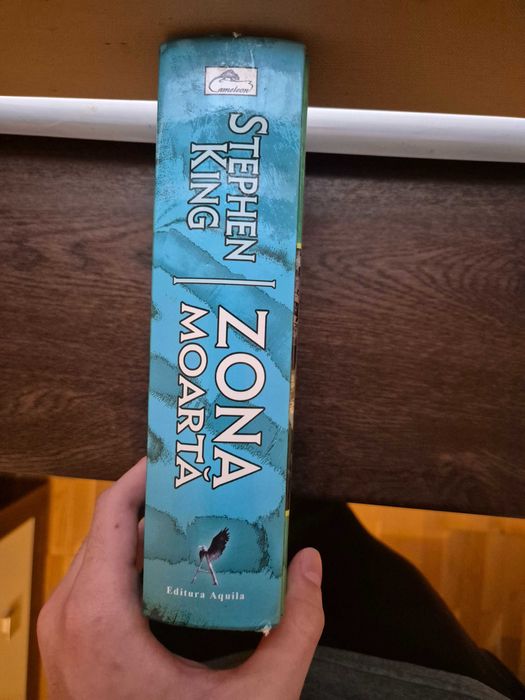 Cameleon
STEPHEN
KING
ZONA
MOARTĂ
Editura Aquila